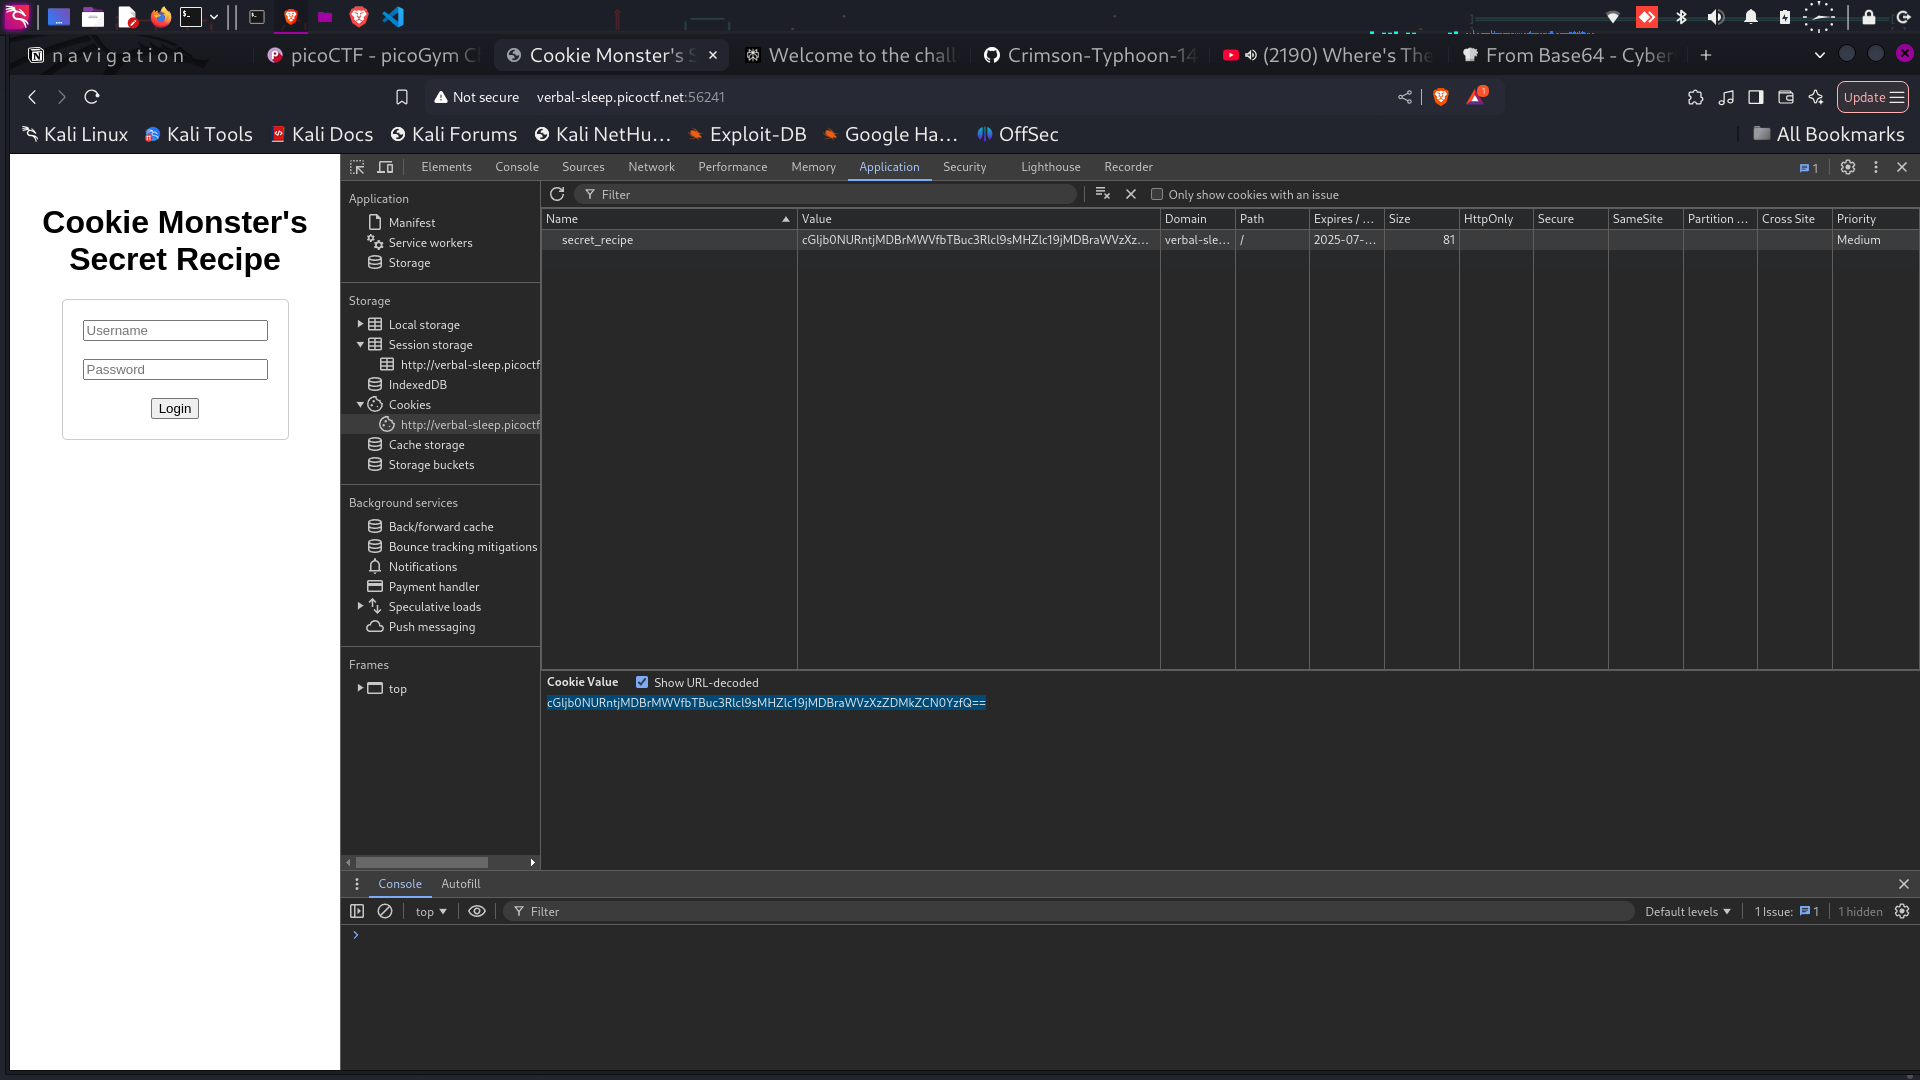 n a v i g a t i o n
picoCTF - picoGym C
Cookie Monster's S
Welcome to the chall
Crimson-Typhoon-14
(2190) Where's The
From Base64 - Cyber
Not secure
verbal-sleep.picoctf.net:56241
1
Update
Kali Linux
Kali Tools
Kali Docs
Kali Forums
Kali NetHu…
Exploit-DB
Google Ha…
OffSec
All Bookmarks
Cookie Monster's
Secret Recipe
Username
Password
Login
Elements
Console
Sources
Network
Performance
Memory
Application
Security
Lighthouse
Recorder
1
Application
Manifest
Service workers
Storage
Storage
Local storage
Session storage
http://verbal-sleep.picoctf
IndexedDB
Cookies
http://verbal-sleep.picoctf
Cache storage
Storage buckets
Background services
Back/forward cache
Bounce tracking mitigations
Notifications
Payment handler
Speculative loads
Push messaging
Frames
top
Filter
Only show cookies with an issue
Name
Value
Domain
Path
Expires / …
Size
HttpOnly
Secure
SameSite
Partition …
Cross Site
Priority
secret_recipe
cGljb0NURntjMDBrMWVfbTBuc3Rlcl9sMHZlc19jMDBraWVzXz…
verbal-sle…
/
2025-07-…
81
Medium
Cookie Value
Show URL-decoded
cGljb0NURntjMDBrMWVfbTBuc3Rlcl9sMHZlc19jMDBraWVzXzZDMkZCN0YzfQ==
Console
Autofill
top
Filter
Default levels
1 Issue:
1
1 hidden